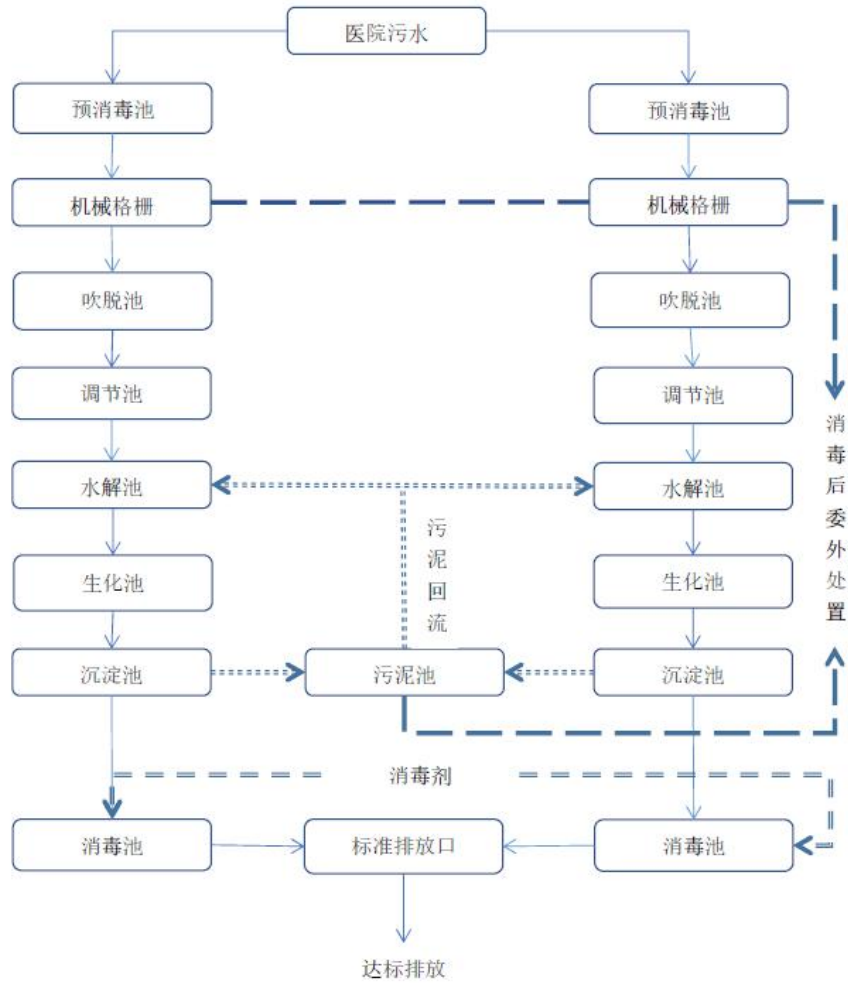 医院污水
预消毒池
预消毒池
机械格栅
机械格栅
吹脱池
吹脱池
调节池
调节池
消毒后委外处置
水解池
水解池
污泥回流
生化池
生化池
沉淀池
污泥池
沉淀池
消毒剂
消毒池
标准排放口
消毒池
达标排放